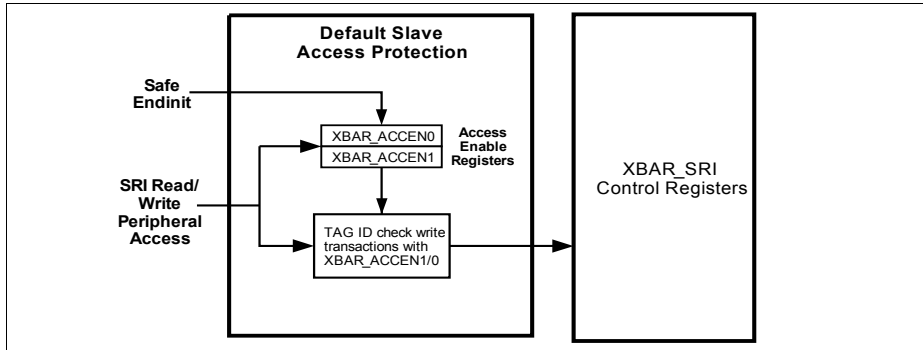 Default Slave
Access Protection
Safe
Endinit
XBAR_ACCEN0
XBAR_ACCEN1
Access
Enable
Registers
SRI Read/
Write
Peripheral
Access
TAG ID check write
transactions with
XBAR_ACCEN1/0
XBAR_SRI
Control Registers